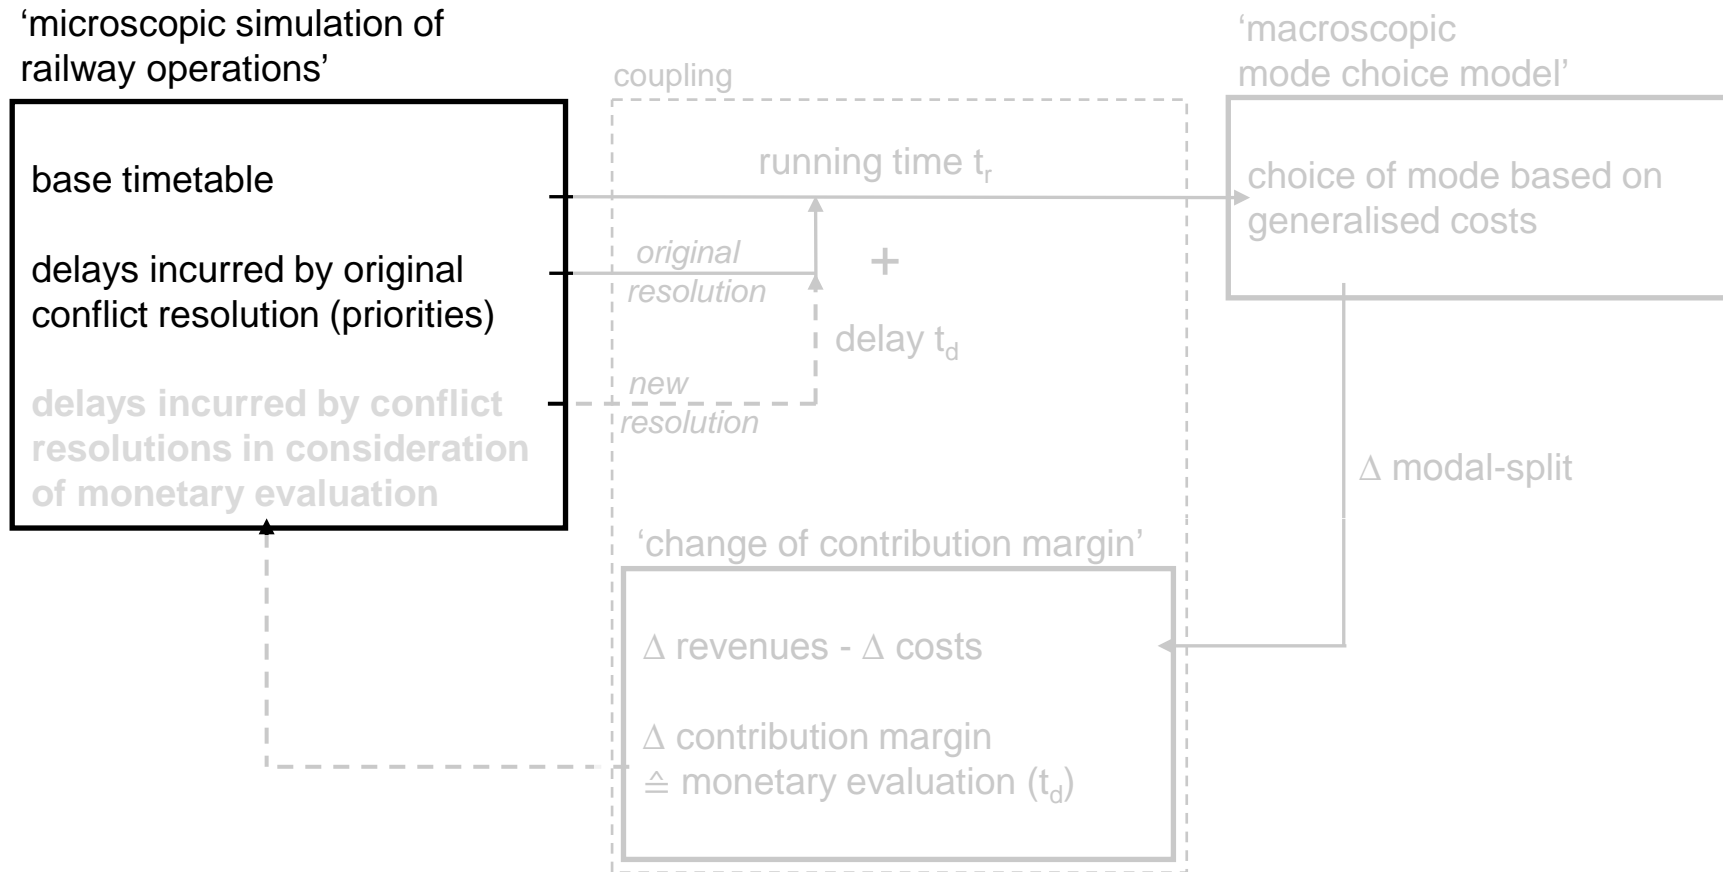 ‘microscopic simulation of
railway operations’
base timetable
delays incurred by original
conflict resolution (priorities)
delays incurred by conflict
resolutions in consideration
of monetary evaluation
coupling
running time tr
original
resolution
+
delay td
new
resolution
‘macroscopic
mode choice model’
choice of mode based on
generalised costs
Δ modal-split
‘change of contribution margin’
Δ revenues - Δ costs
Δ contribution margin
≙ monetary evaluation (td)